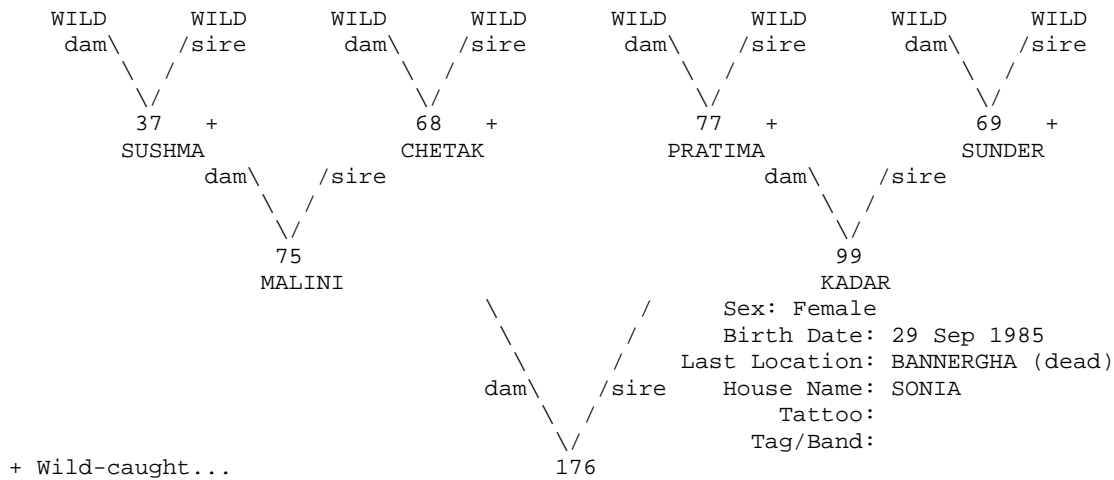 WILD WILD WILD WILD WILD WILD WILD WILD
dam\ /sire dam\ /sire dam\ /sire dam\ /sire
\ / \ / \ / \ /
\ / \ / \ / \ /
\/ \/ \/ \/
37 + 68 + 77 + 69 +
SUSHMA CHETAK PRATIMA SUNDER
dam\ /sire dam\ /sire
\ / \ /
\ / \ /
\/ \/
75 99
MALINI KADAR
\ / Sex: Female
\ / Birth Date: 29 Sep 1985
\ / Last Location: BANNERGHA (dead)
dam\ /sire House Name: SONIA
\ / Tattoo:
\/ Tag/Band:
+ Wild-caught... 176